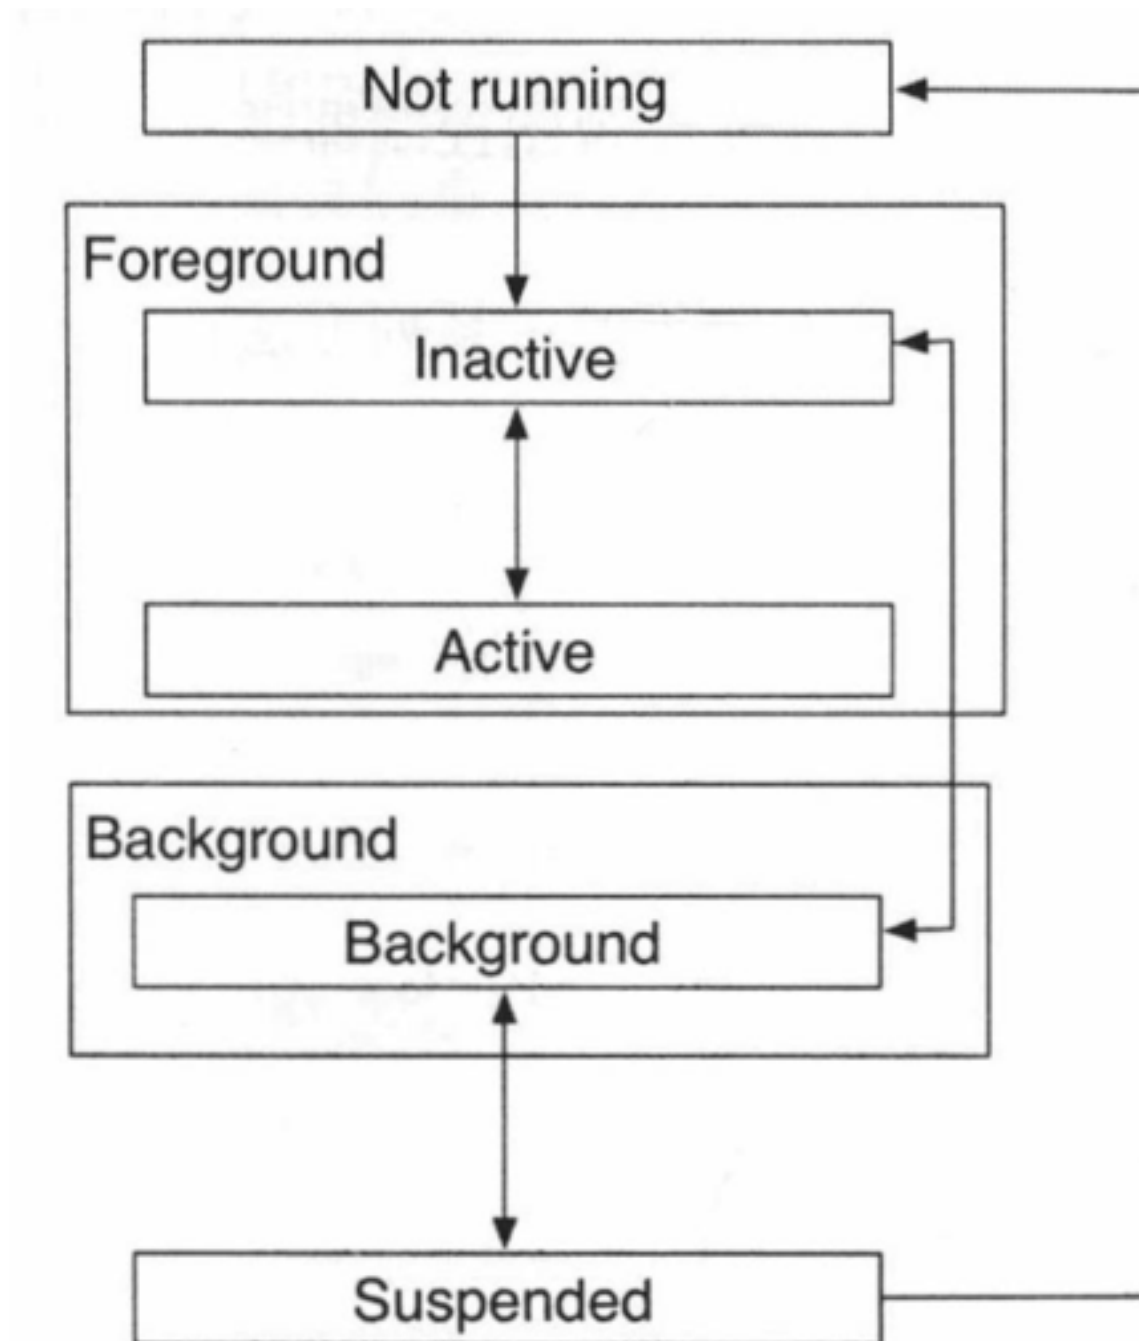 Not running
Foreground
Inactive
Active
Background
Background
Suspended